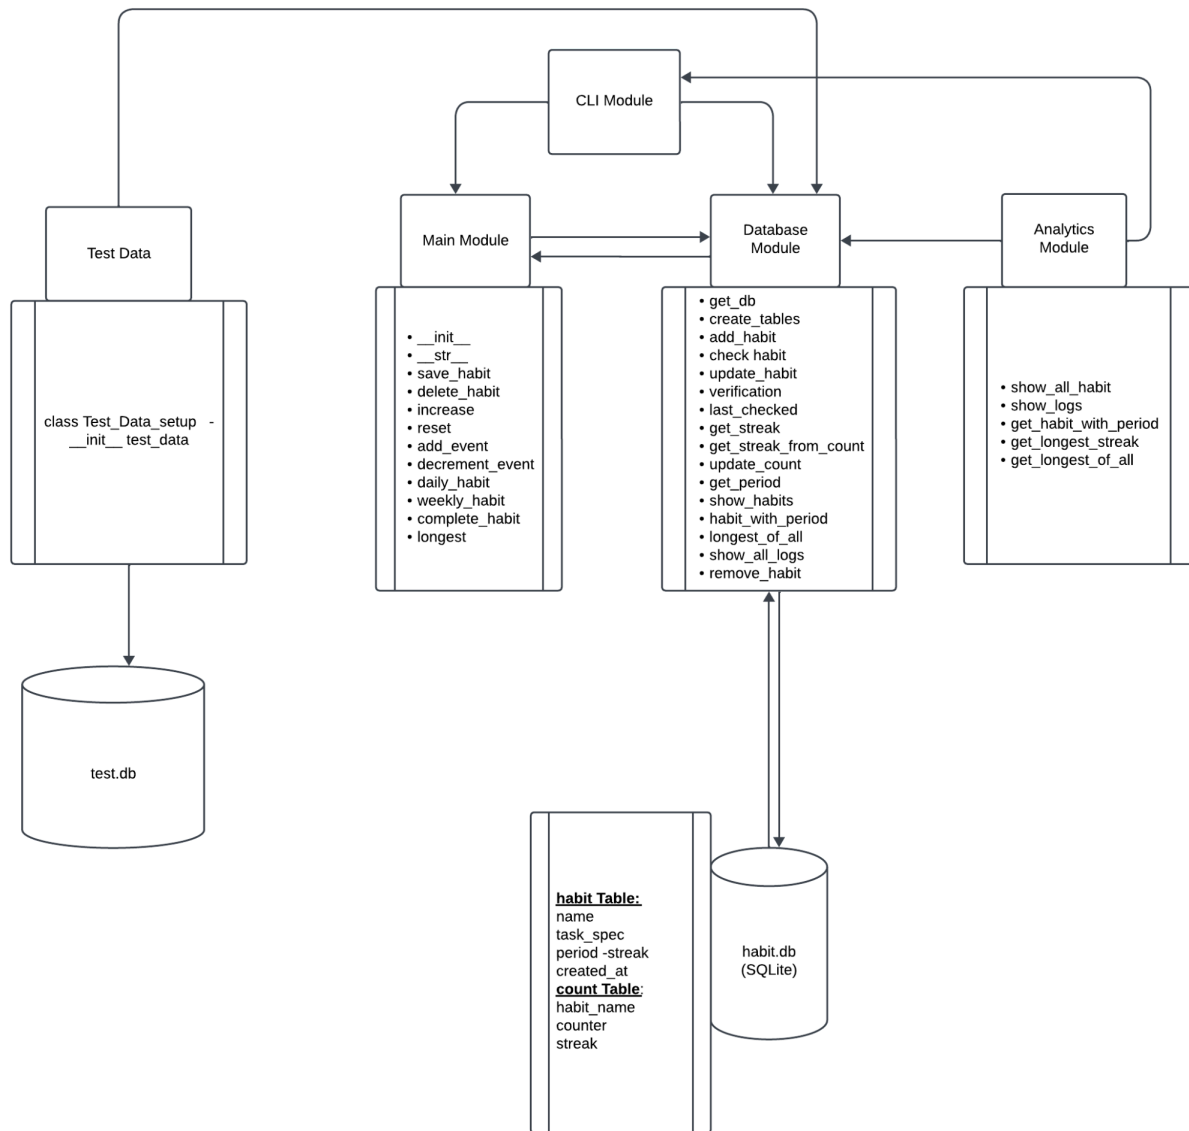 CLI Module
Test Data
Main Module
Database
Module
Analytics
Module
class Test_Data_setup -
__init__ test_data
• __init__
• __str__
• save_habit
• delete_habit
• increase
• reset
• add_event
• decrement_event
• daily_habit
• weekly_habit
• complete_habit
• longest
• get_db
• create_tables
• add_habit
• check habit
• update_habit
• verification
• last_checked
• get_streak
• get_streak_from_count
• update_count
• get_period
• show_habits
• habit_with_period
• longest_of_all
• show_all_logs
• remove_habit
• show_all_habit
• show_logs
• get_habit_with_period
• get_longest_streak
• get_longest_of_all
test.db
habit Table:
name
task_spec
period -streak
created_at
count Table:
habit_name
counter
streak
habit.db
(SQLite)